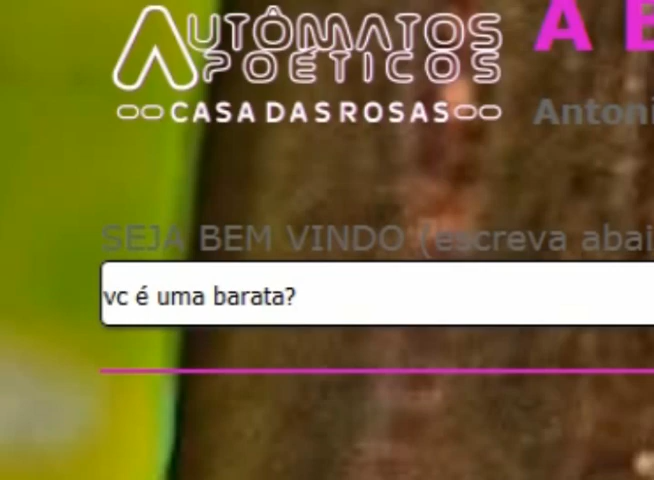 AUTÔMATOS
POÉTICOS
CASA DAS ROSAS
A B
Antoni
SEJA BEM VINDO (escreva abai
vc é uma barata?